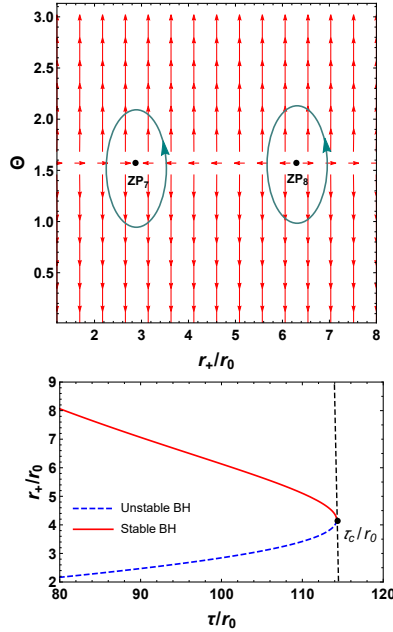 3.0
2.5
2.0
Θ 1.5
1.0
0.5
ZP7 ZP8
2 3 4 5 6 7 8
r+/r0
9
8
7
6
r+/r0 5
4
3
2
Unstable BH
Stable BH
τc/r0
80 90 100 110 120
τ/r0